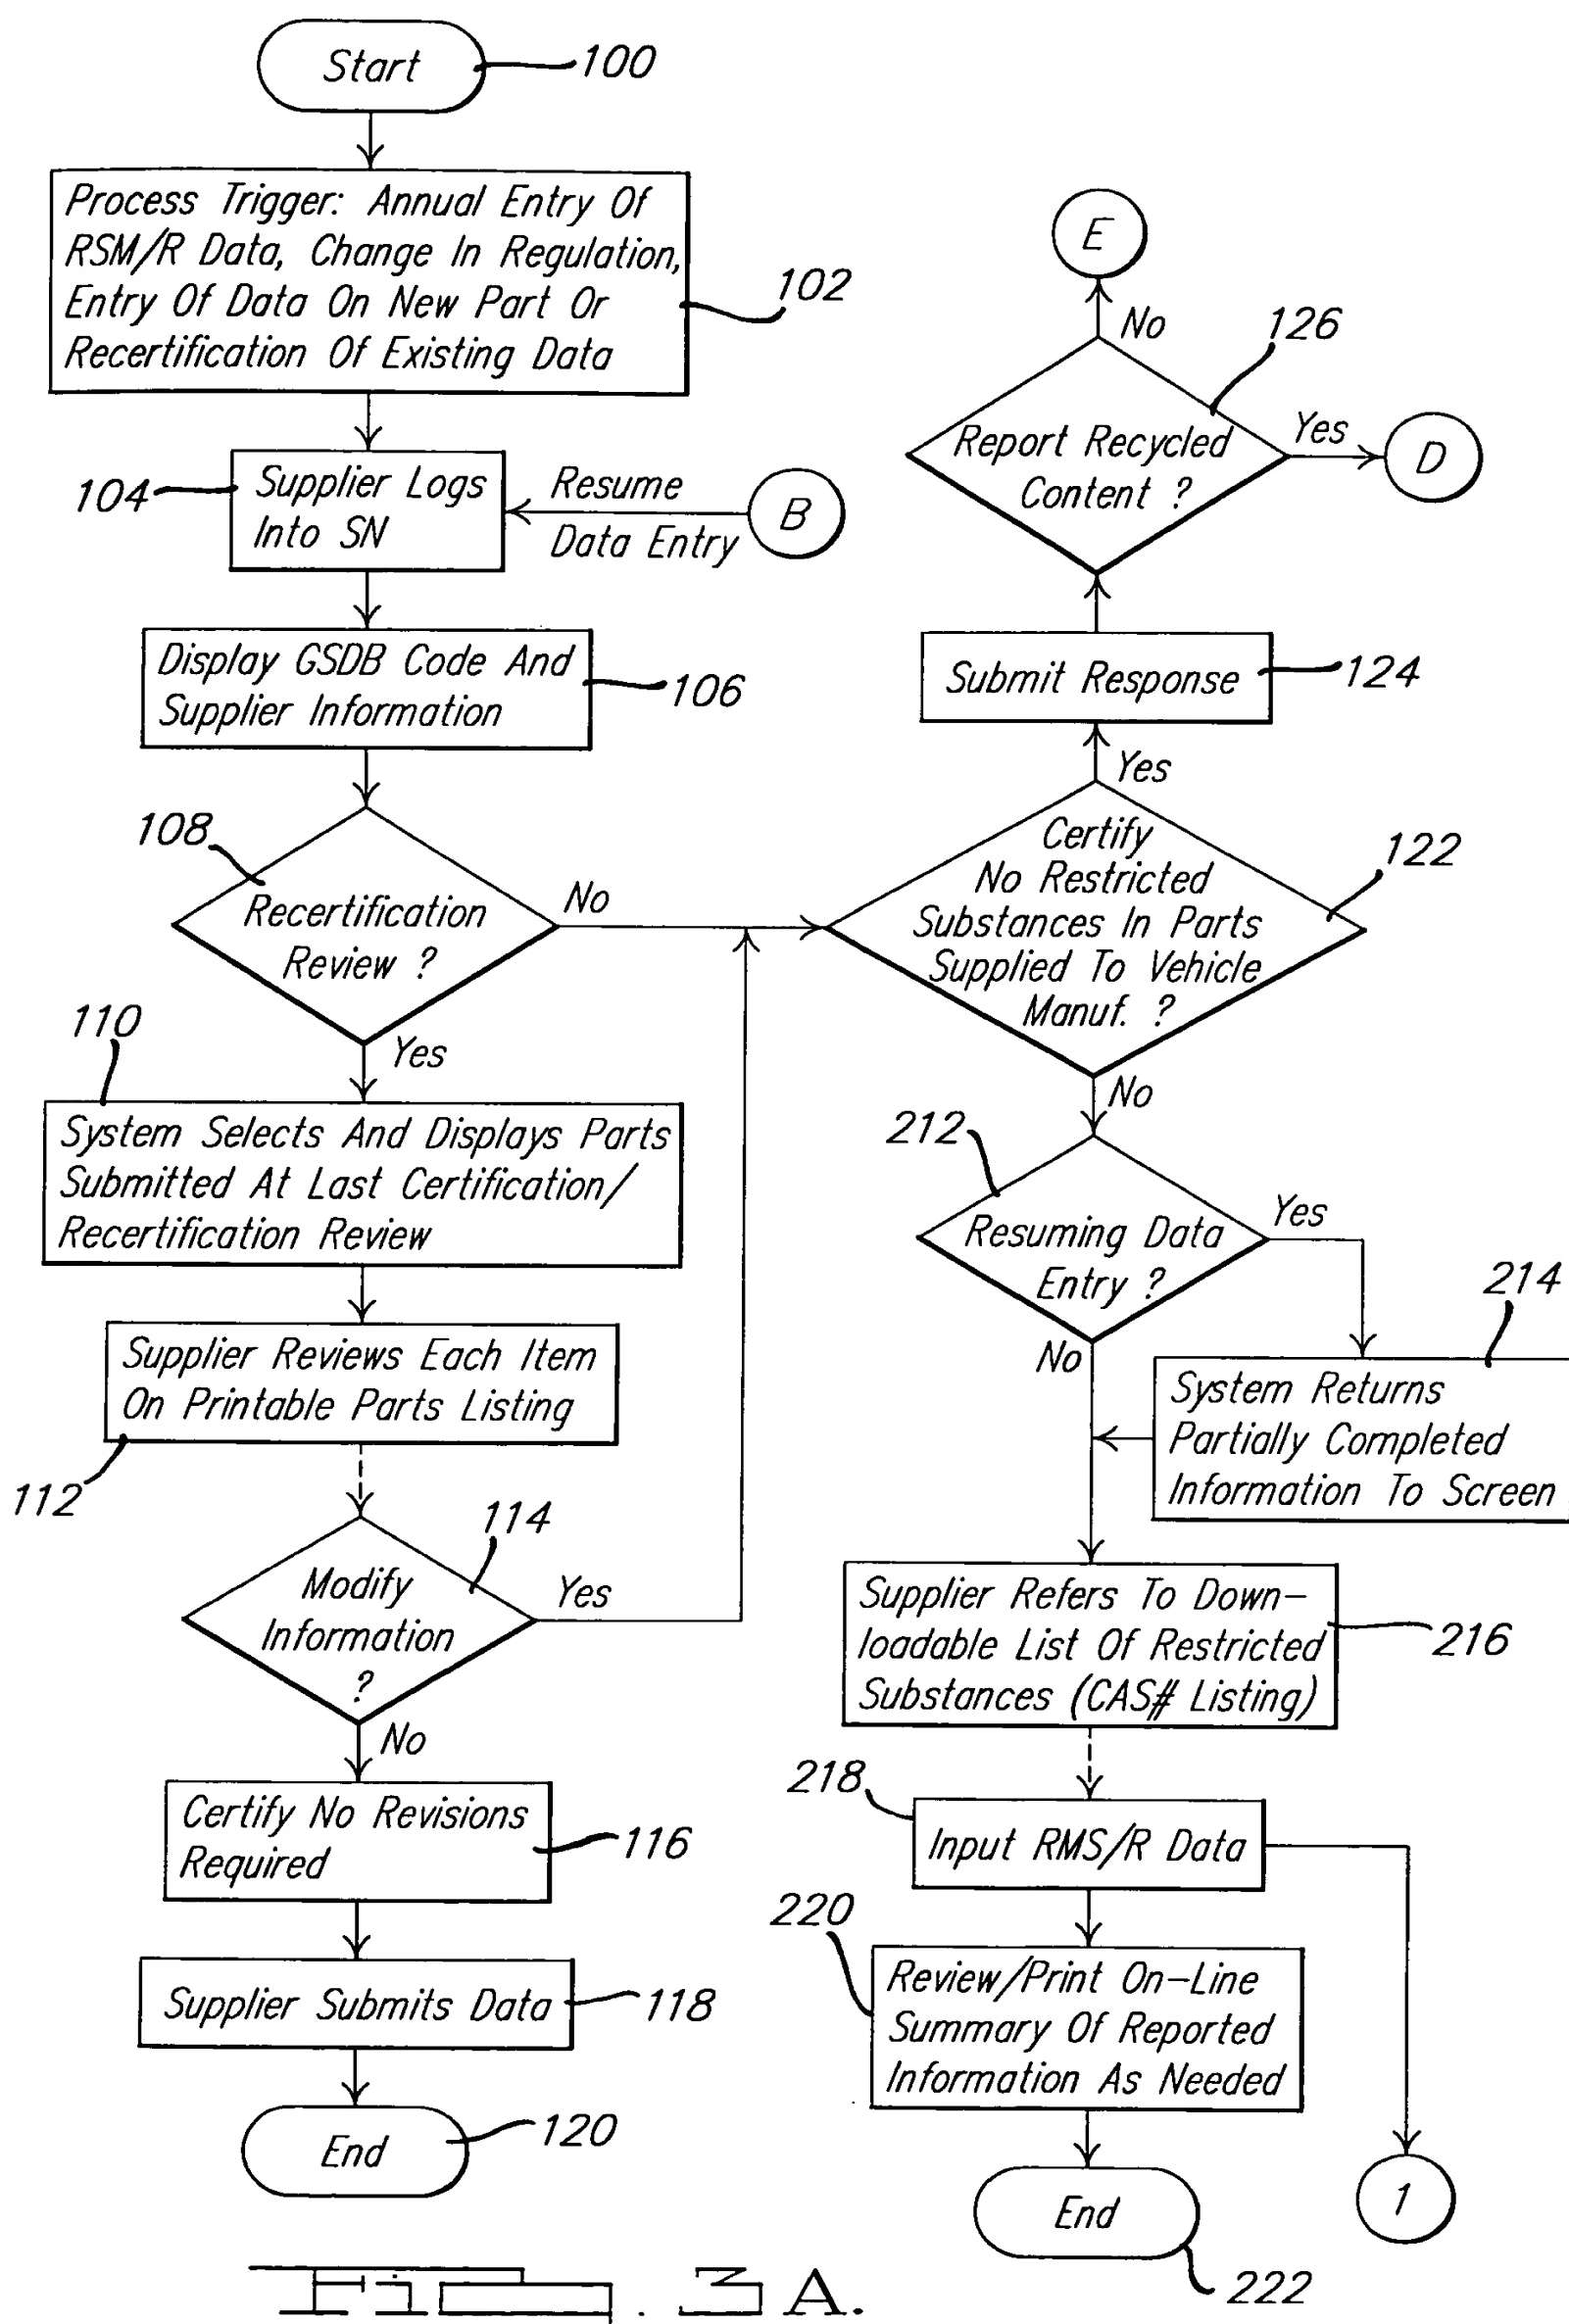 Start
100
Process Trigger: Annual Entry Of
RSM/R Data, Change In Regulation,
Entry Of Data On New Part Or
Recertification Of Existing Data
102
104
Supplier Logs
Into SN
Resume
Data Entry
B
Display GSDB Code And
Supplier Information
106
108
Recertification
Review ?
No
Yes
110
System Selects And Displays Parts
Submitted At Last Certification/
Recertification Review
Supplier Reviews Each Item
On Printable Parts Listing
112
114
Modify
Information
?
Yes
No
Certify No Revisions
Required
116
Supplier Submits Data
118
End
120
E
No
126
Report Recycled
Content ?
Yes
D
Submit Response
124
Yes
Certify
No Restricted
Substances In Parts
Supplied To Vehicle
Manuf. ?
122
No
212
Resuming Data
Entry ?
Yes
No
214
System Returns
Partially Completed
Information To Screen
Supplier Refers To Down-
loadable List Of Restricted
Substances (CAS# Listing)
216
218
Input RMS/R Data
220
Review/Print On-Line
Summary Of Reported
Information As Needed
End
222
1
Fig. 3A.